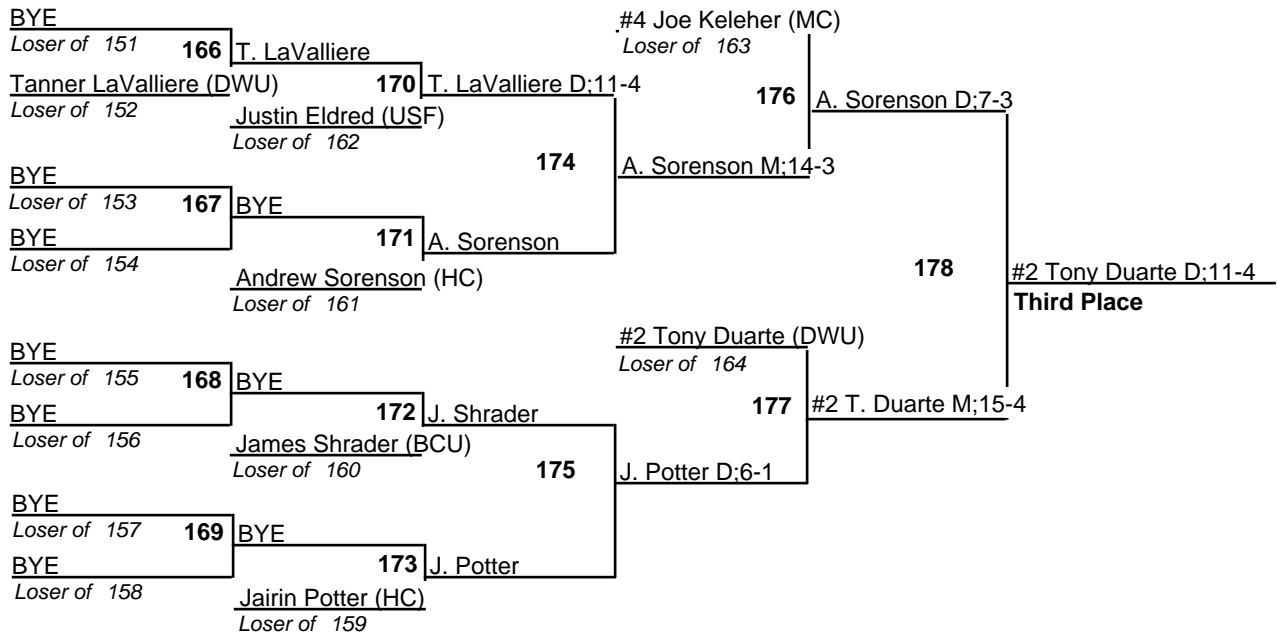 BYE
Loser of 151
166
T. LaValliere
Tanner LaValliere (DWU)
Loser of 152
170
T. LaValliere D;11-4
Justin Eldred (USF)
Loser of 162
BYE
Loser of 153
167
BYE
BYE
Loser of 154
171
A. Sorenson
Andrew Sorenson (HC)
Loser of 161
174
A. Sorenson M;14-3
#4 Joe Keleher (MC)
Loser of 163
176
A. Sorenson D;7-3
BYE
Loser of 155
168
BYE
BYE
Loser of 156
172
J. Shrader
James Shrader (BCU)
Loser of 160
BYE
Loser of 157
169
BYE
BYE
Loser of 158
173
J. Potter
Jairin Potter (HC)
Loser of 159
175
J. Potter D;6-1
#2 Tony Duarte (DWU)
Loser of 164
177
#2 T. Duarte M;15-4
178
#2 Tony Duarte D;11-4
Third Place